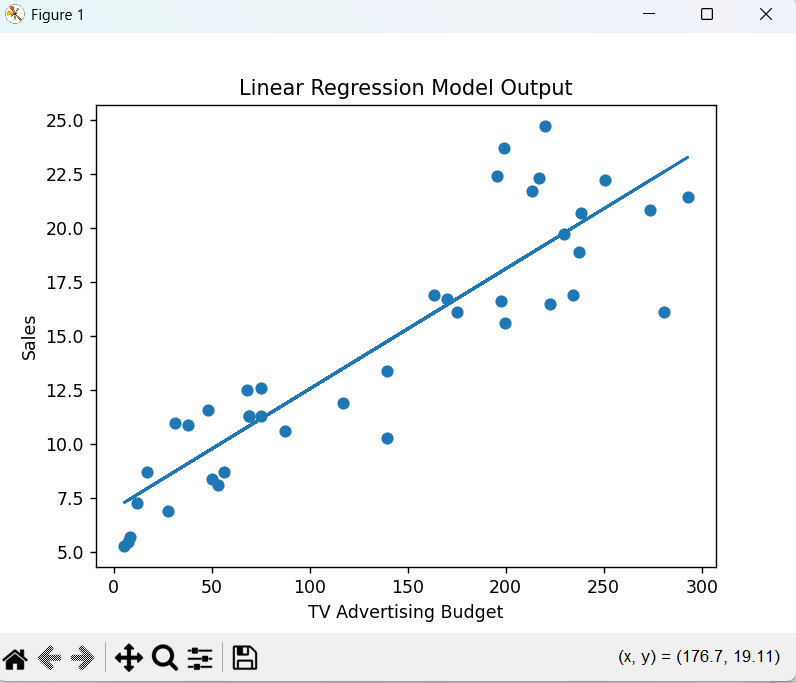 Figure 1
Linear Regression Model Output
25.0
22.5
20.0
17.5
15.0
12.5
10.0
7.5
5.0
Sales
0 50 100 150 200 250 300
TV Advertising Budget
(x, y) = (176.7, 19.11)